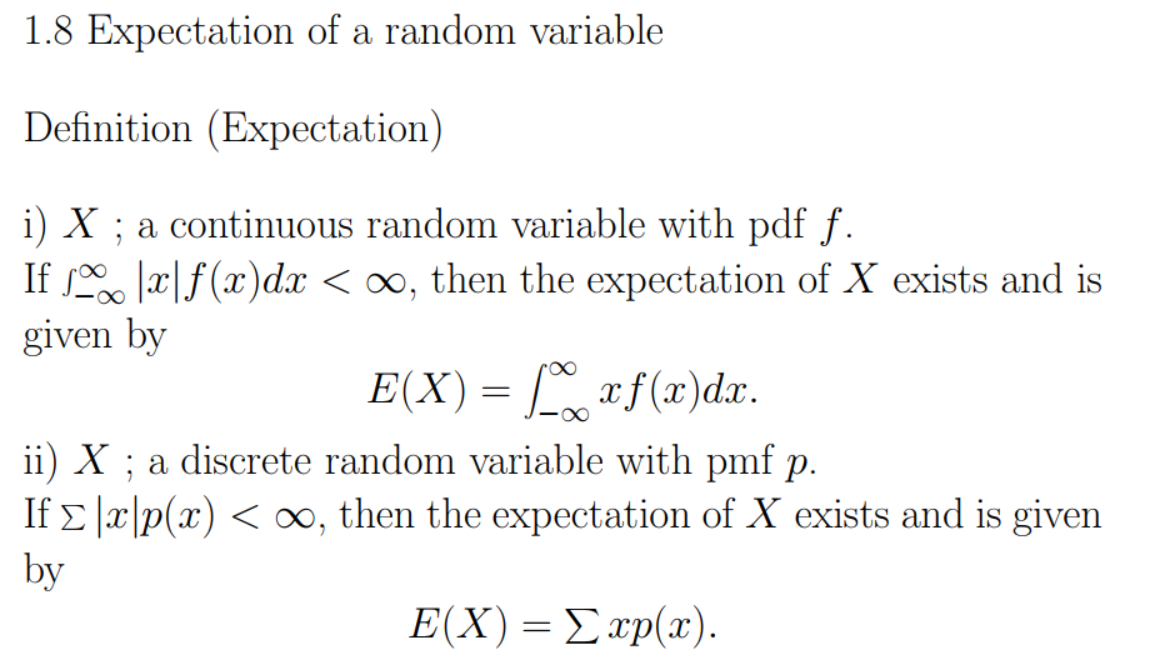 1.8 Expectation of a random variable
Definition (Expectation)
i) X ; a continuous random variable with pdf f.
If ∫_{−∞}^{∞} |x|f(x)dx < ∞, then the expectation of X exists and is
given by
E(X) = ∫_{−∞}^{∞} xf(x)dx.
ii) X ; a discrete random variable with pmf p.
If Σ |x|p(x) < ∞, then the expectation of X exists and is given
by
E(X) = Σ xp(x).